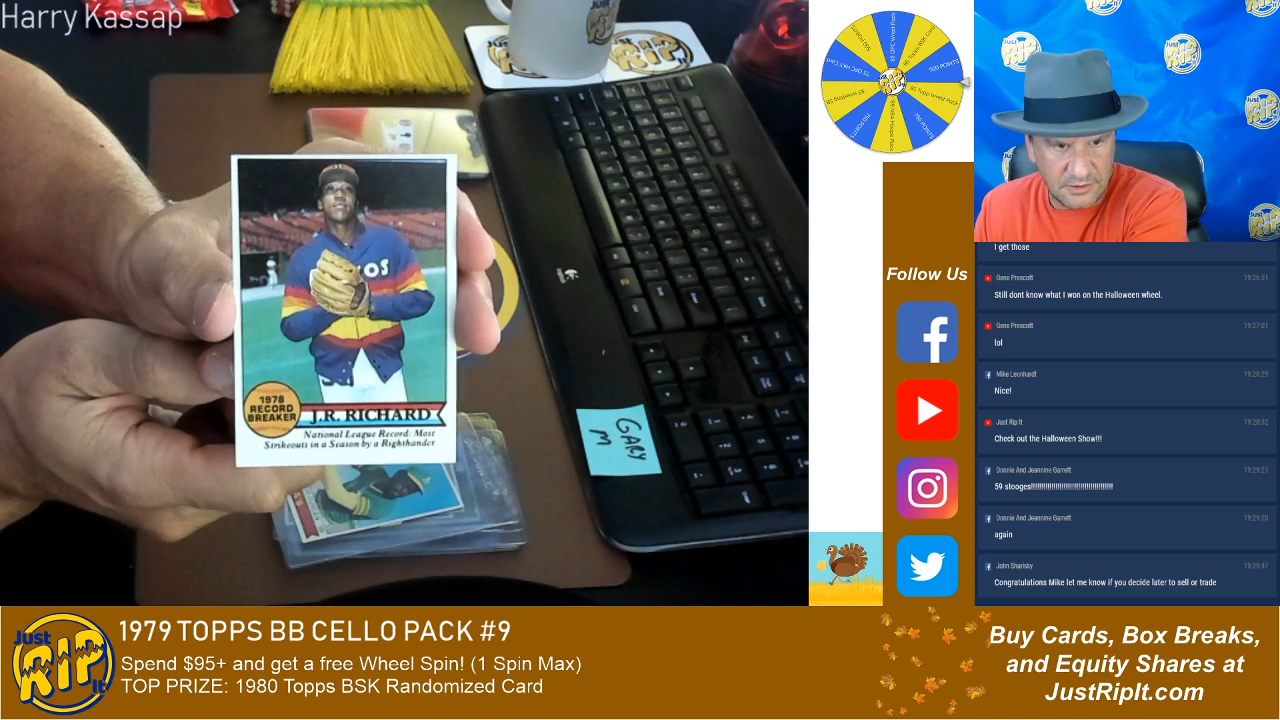 Harry Kassap
1978
RECORD
BREAKER
J.R. RICHARD
National League Record: Most
Strikeouts in a Season by a Righthander
GARY
M
Just
RIP
It
1979 TOPPS BB CELLO PACK #9
Spend $95+ and get a free Wheel Spin! (1 Spin Max)
TOP PRIZE: 1980 Topps BSK Randomized Card
Follow Us
I get those
Gene Prescott 19:26:51
Still dont know what I won on the Halloween wheel.
Gene Prescott 19:27:01
lol
Mike Leonhardt 19:28:29
Nice!
Just Rip It 19:28:32
Check out the Halloween Show!!!
Donnie And Jeannine Garrett 19:29:21
Donnie And Jeannine Garrett 19:29:28
again
John Sharisky 19:29:47
Congratulations Mike let me know if you decide later to sell or trade
Buy Cards, Box Breaks,
and Equity Shares at
JustRipIt.com